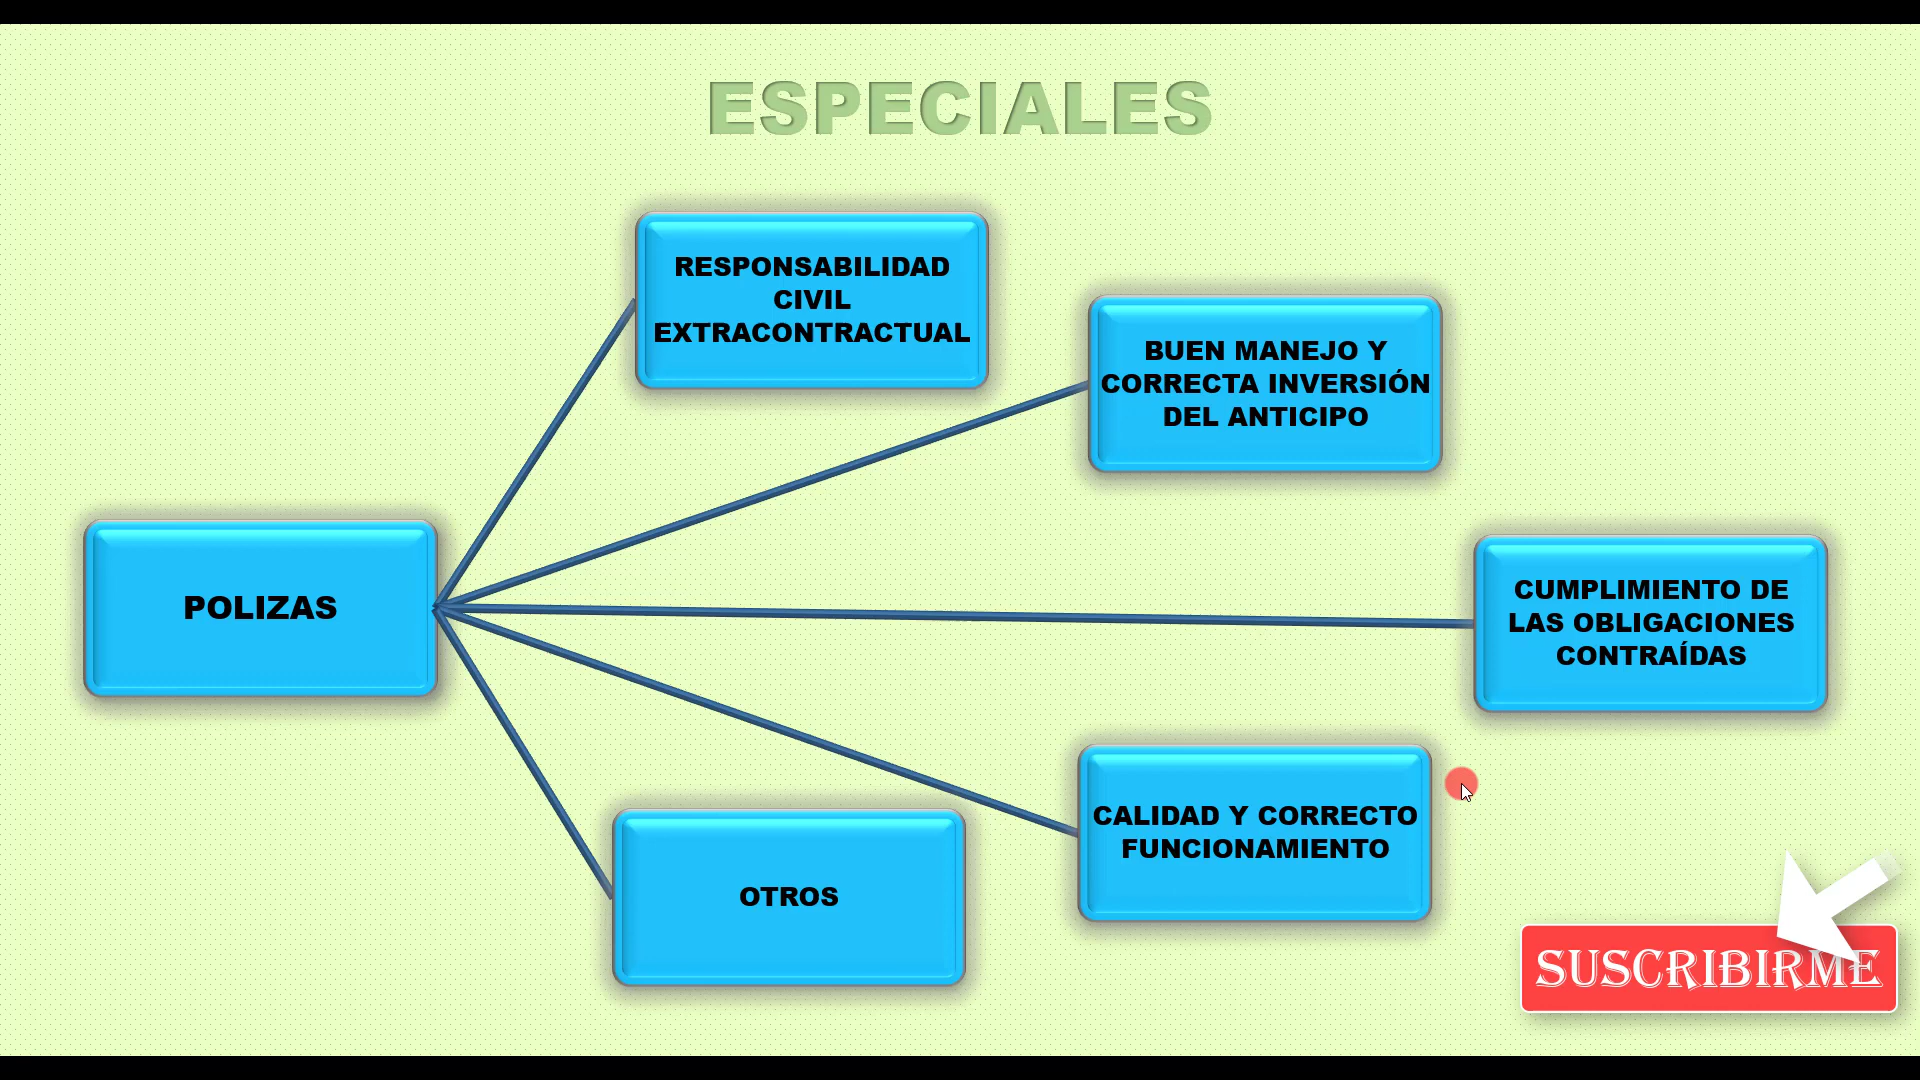 ESPECIALES
RESPONSABILIDAD
CIVIL
EXTRACONTRACTUAL
BUEN MANEJO Y
CORRECTA INVERSIÓN
DEL ANTICIPO
POLIZAS
CUMPLIMIENTO DE
LAS OBLIGACIONES
CONTRAÍDAS
CALIDAD Y CORRECTO
FUNCIONAMIENTO
OTROS
SUSCRIBIRME